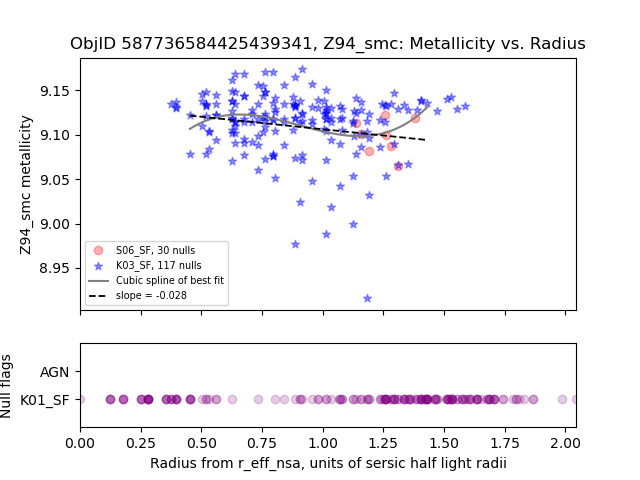 ObjID 587736584425439341, Z94_smc: Metallicity vs. Radius
Z94_smc metallicity
9.15
9.10
9.05
9.00
8.95
S06_SF, 30 nulls
K03_SF, 117 nulls
Cubic spline of best fit
slope = -0.028
Null flags
AGN
K01_SF
0.00 0.25 0.50 0.75 1.00 1.25 1.50 1.75 2.00
Radius from r_eff_nsa, units of sersic half light radii